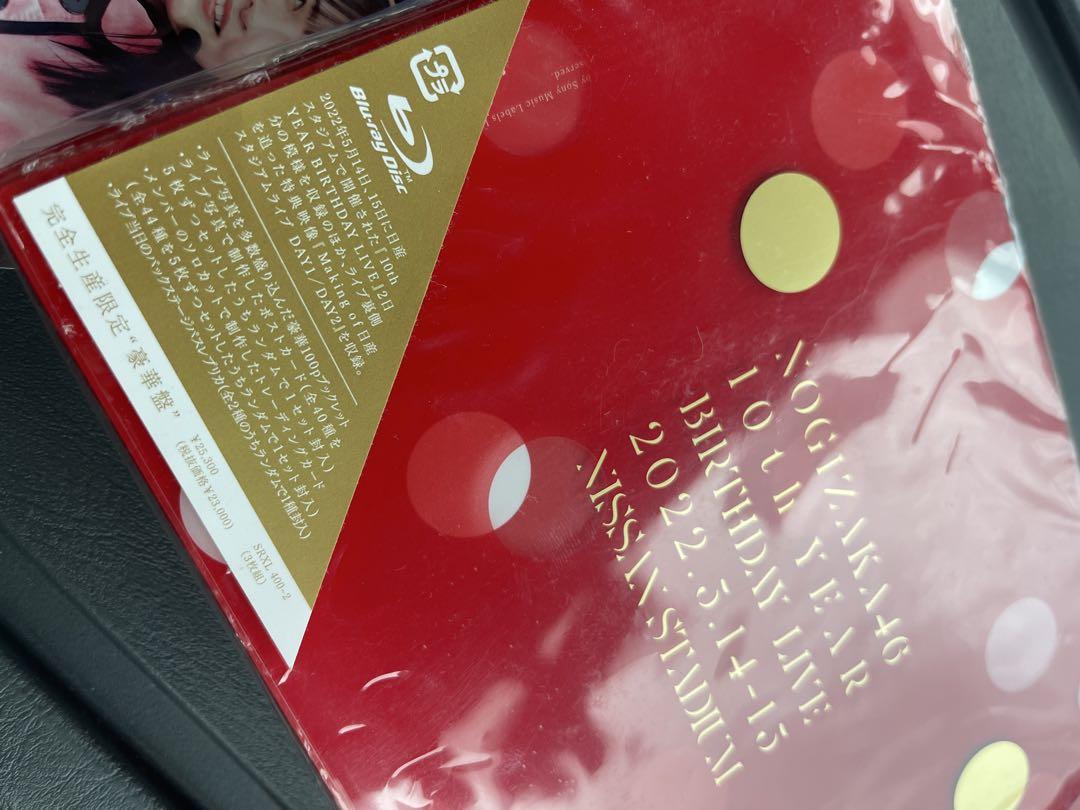 Blu-ray Disc
2022年5月14日、15日に日産
スタジアムで開催された「10th
YEAR BIRTHDAY LIVE」2日
分の模様を収録のほか、ライブ裏側
を追った特典映像「Making of 日産
スタジアムライブ DAY1/DAY2」を収録。
・ライブ写真を多数盛り込んだ豪華100pブックレット
・ライブ写真で制作したポストカード(全40種を
5枚ずつセットしたうちランダムで1セット封入)
・メンバーのソロカットで制作したトレーディングカード
(全44種を5枚ずつセットしたうちランダムで1セット封入)
・ライブ当日のバックステージパスレプリカ(全2種のうちランダムで1種封入)
完全生産限定“豪華盤”
¥25,300
(税抜価格¥23,000)
SRXL 400-2
(3枚組)
by Sony Music Labels
served
NOGIZAKA46
10th YEAR
BIRTHDAY LIVE
2022.5.14-15
NISSAN STADIUM